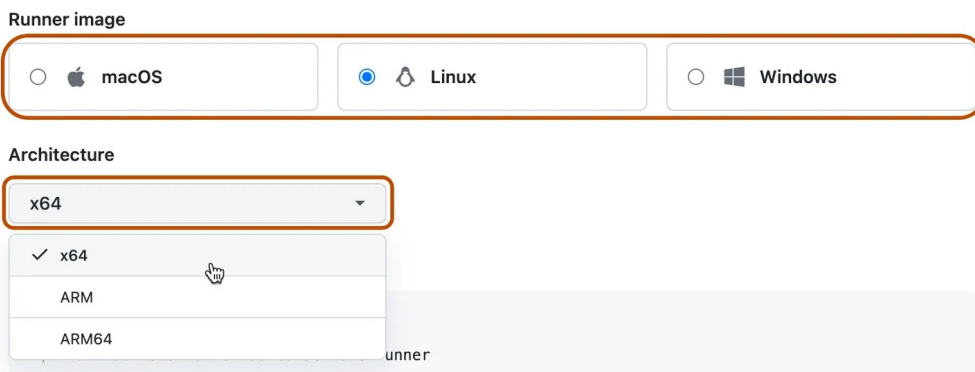 Runner image
macOS Linux Windows
Architecture
x64
x64
ARM
ARM64
unner